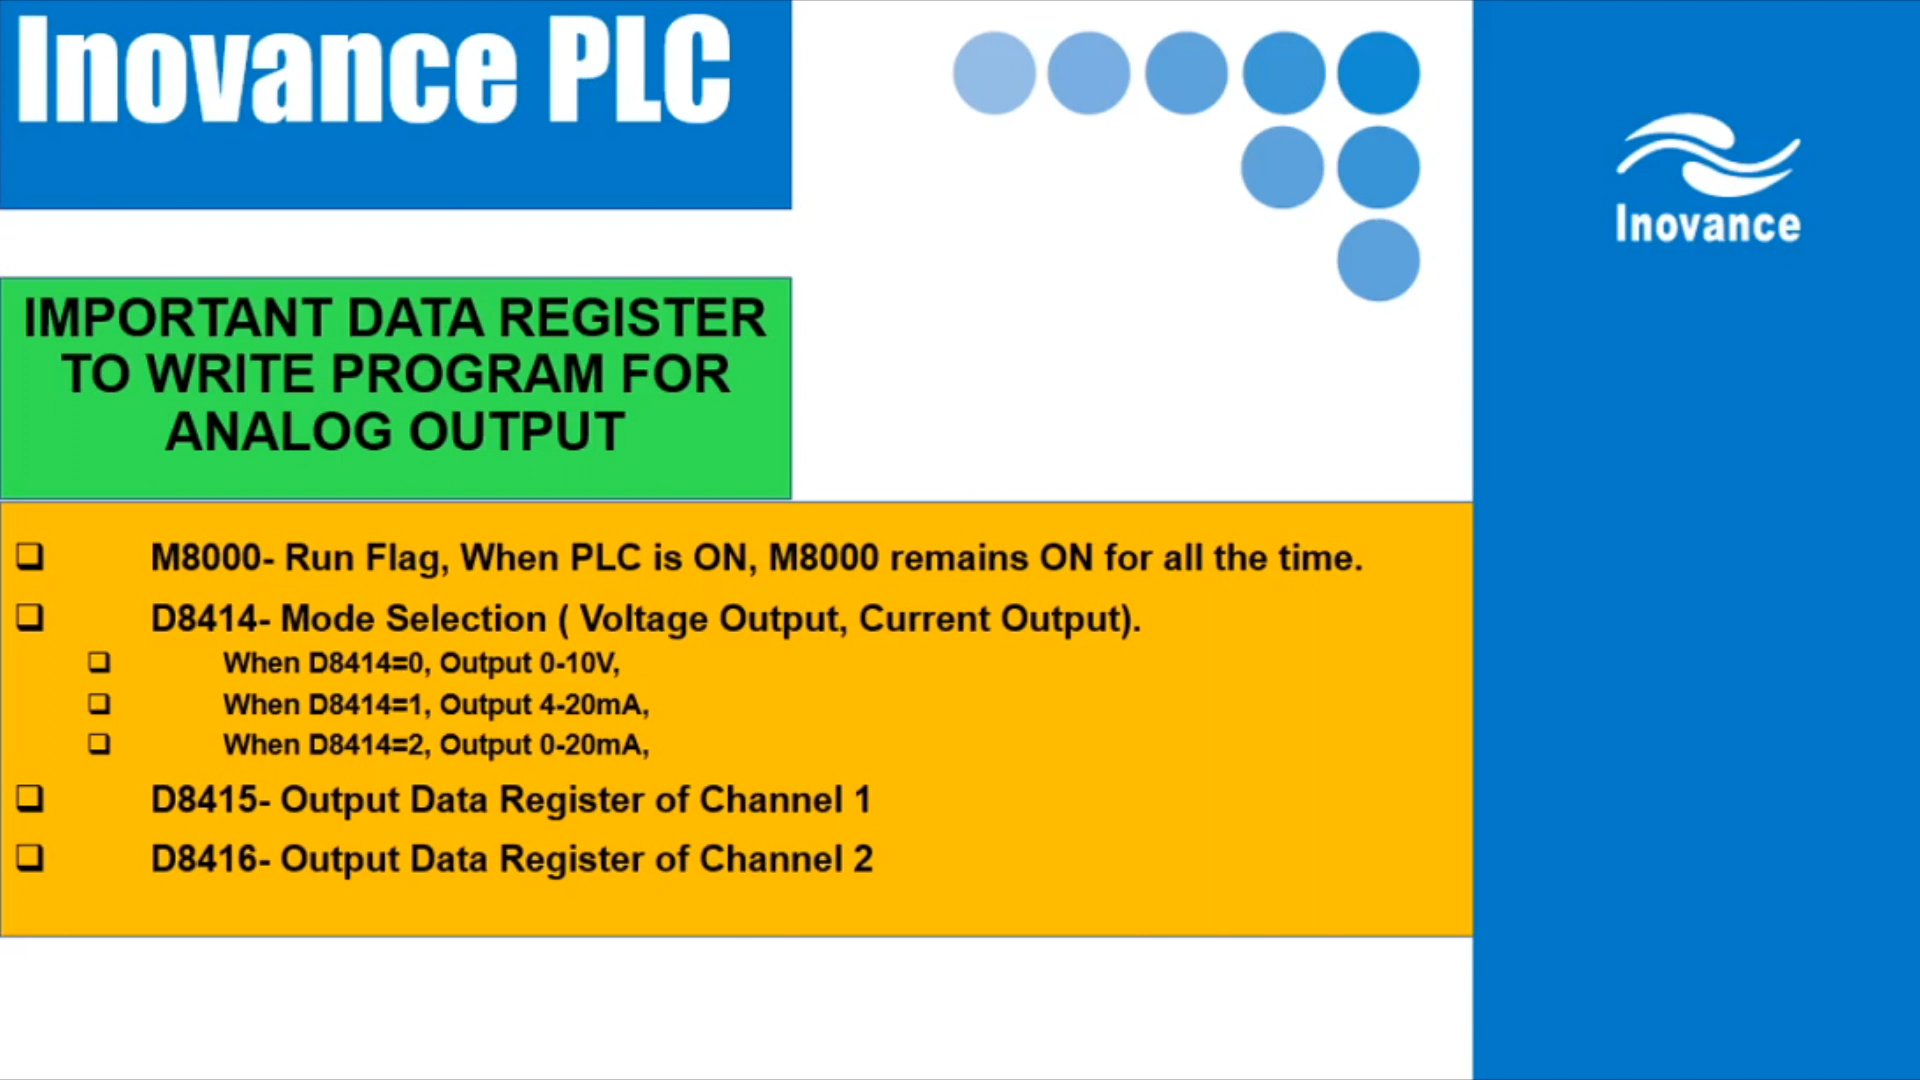 Inovance PLC
Inovance
IMPORTANT DATA REGISTER
TO WRITE PROGRAM FOR
ANALOG OUTPUT
M8000- Run Flag, When PLC is ON, M8000 remains ON for all the time.
D8414- Mode Selection ( Voltage Output, Current Output).
When D8414=0, Output 0-10V,
When D8414=1, Output 4-20mA,
When D8414=2, Output 0-20mA,
D8415- Output Data Register of Channel 1
D8416- Output Data Register of Channel 2